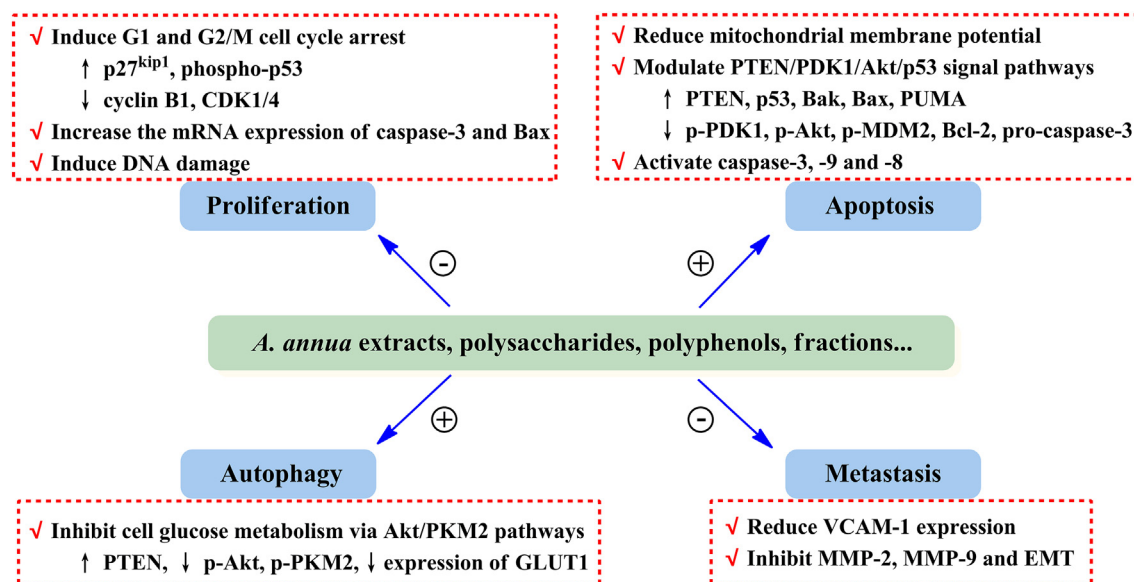 √ Induce G1 and G2/M cell cycle arrest
↑ p27kip1, phospho-p53
↓ cyclin B1, CDK1/4
√ Increase the mRNA expression of caspase-3 and Bax
√ Induce DNA damage
Proliferation
√ Reduce mitochondrial membrane potential
√ Modulate PTEN/PDK1/Akt/p53 signal pathways
↑ PTEN, p53, Bak, Bax, PUMA
↓ p-PDK1, p-Akt, p-MDM2, Bcl-2, pro-caspase-3
√ Activate caspase-3, -9 and -8
Apoptosis
-
+
A. annua extracts, polysaccharides, polyphenols, fractions...
+
-
Autophagy
√ Inhibit cell glucose metabolism via Akt/PKM2 pathways
↑ PTEN, ↓ p-Akt, p-PKM2, ↓ expression of GLUT1
Metastasis
√ Reduce VCAM-1 expression
√ Inhibit MMP-2, MMP-9 and EMT